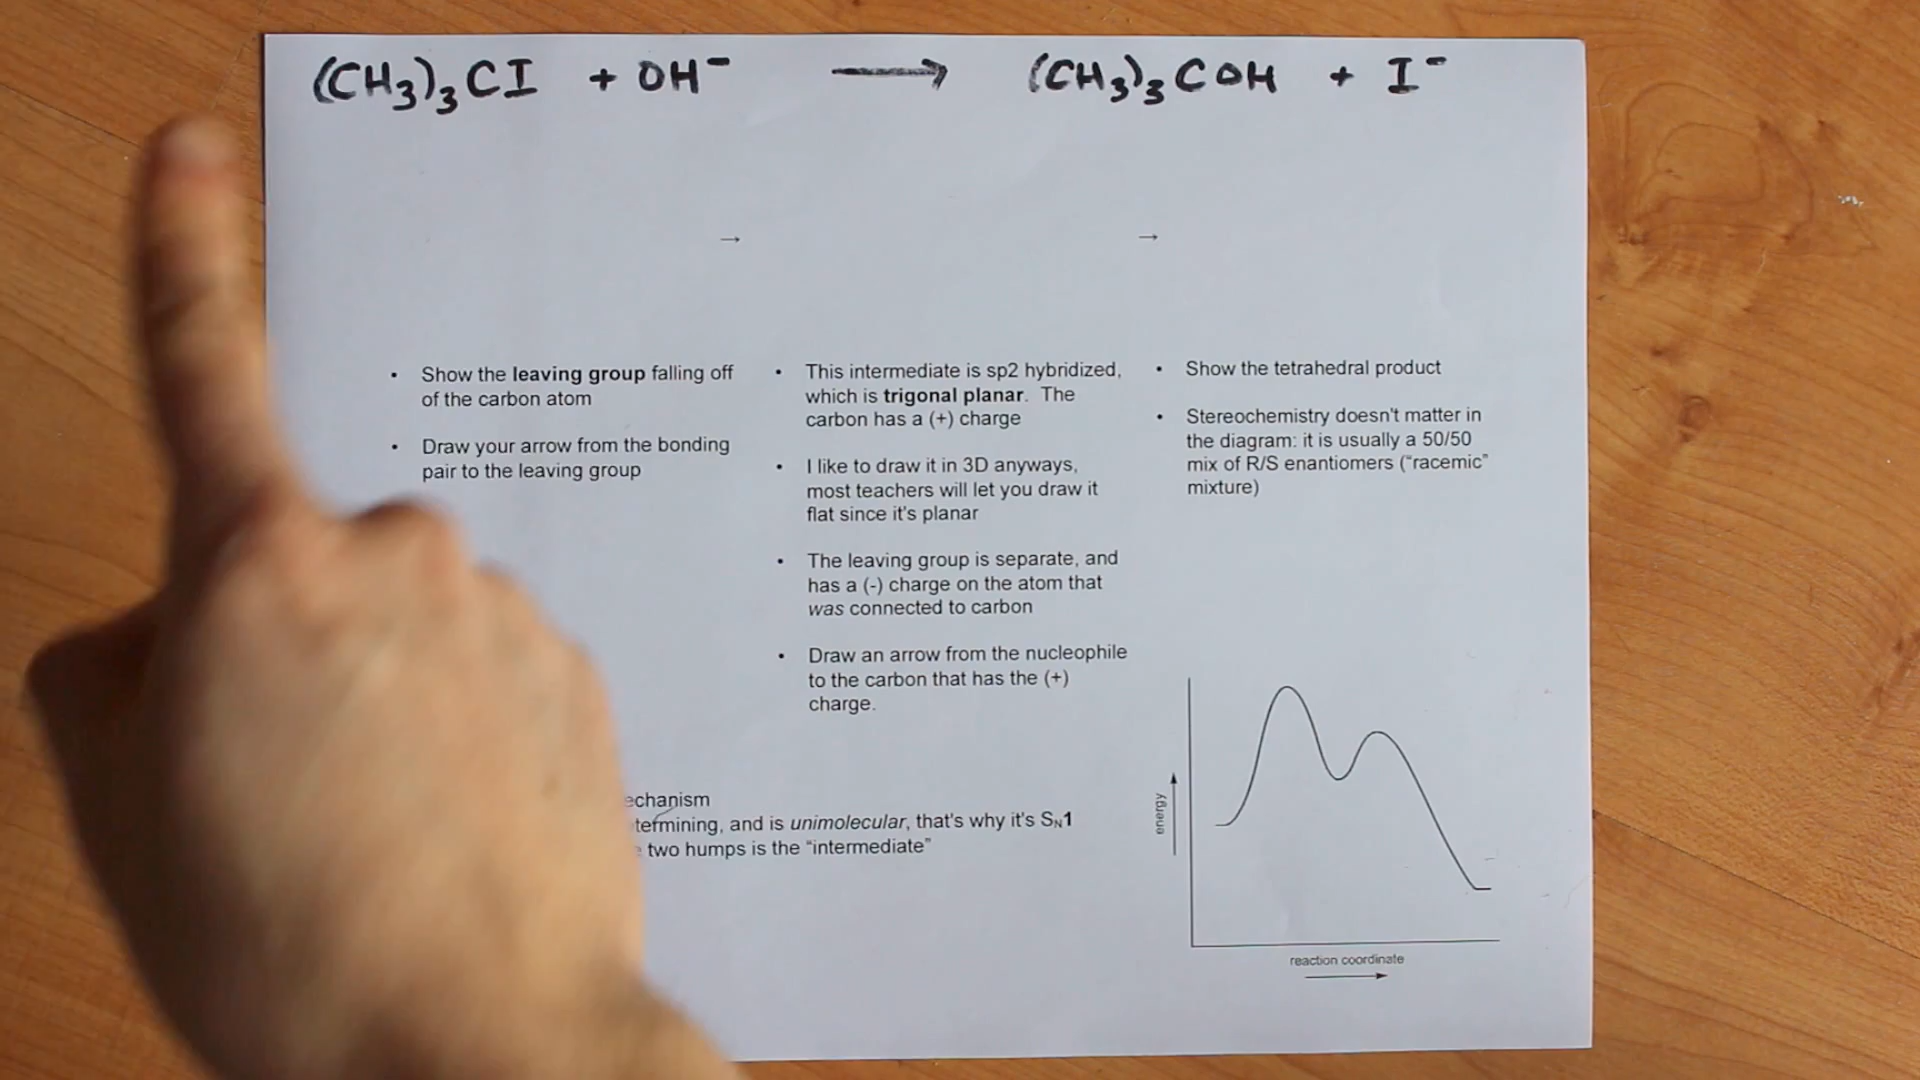 (CH₃)₃CI + OH⁻ → (CH₃)₃COH + I⁻
→ →
• Show the leaving group falling off
of the carbon atom
• Draw your arrow from the bonding
pair to the leaving group
• This intermediate is sp2 hybridized,
which is trigonal planar. The
carbon has a (+) charge
• I like to draw it in 3D anyways,
most teachers will let you draw it
flat since it's planar
• The leaving group is separate, and
has a (-) charge on the atom that
was connected to carbon
• Draw an arrow from the nucleophile
to the carbon that has the (+)
charge.
• Show the tetrahedral product
• Stereochemistry doesn't matter in
the diagram: it is usually a 50/50
mix of R/S enantiomers (“racemic”
mixture)
and is unimolecular, that's why it's SN1
two humps is the “intermediate”
energy
reaction coordinate